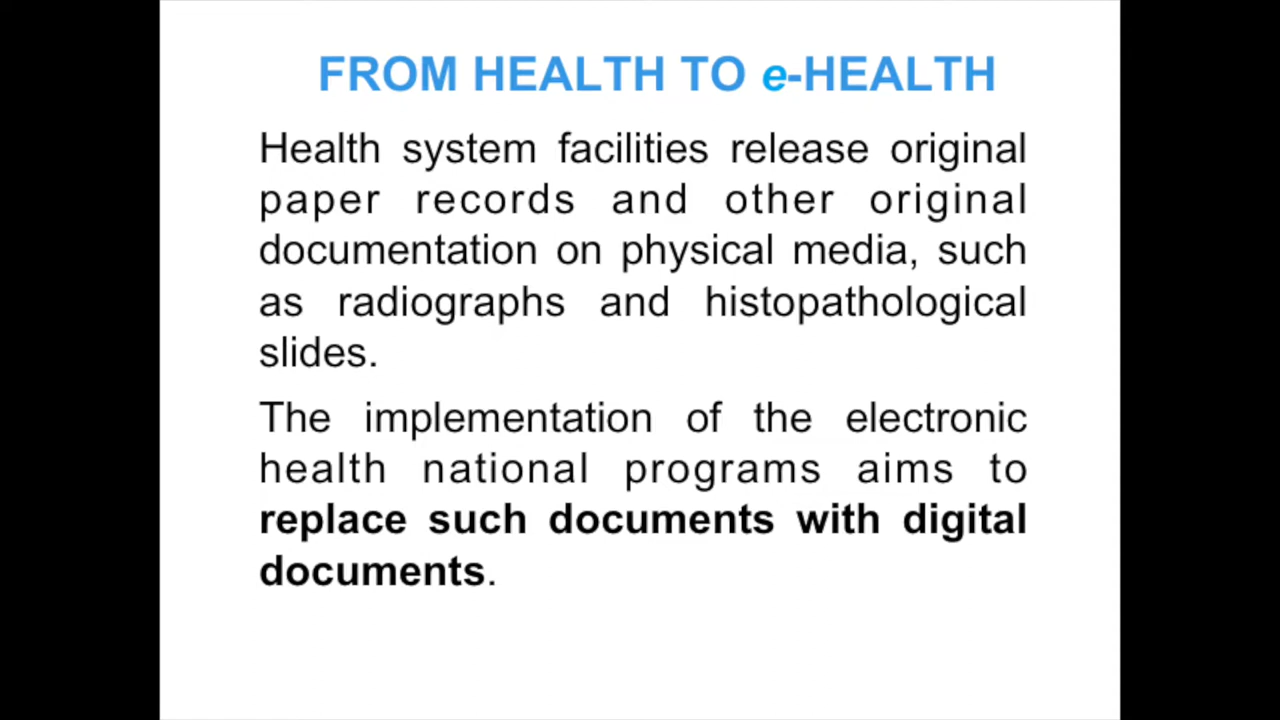 FROM HEALTH TO e-HEALTH
Health system facilities release original
paper records and other original
documentation on physical media, such
as radiographs and histopathological
slides.
The implementation of the electronic
health national programs aims to
replace such documents with digital
documents.